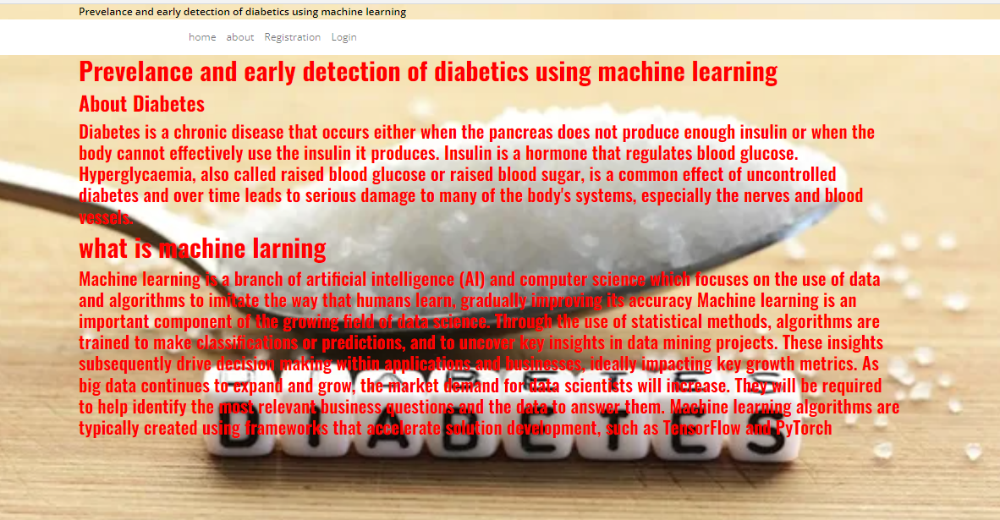 Prevelance and early detection of diabetics using machine learning
home about Registration Login
Prevelance and early detection of diabetics using machine learning
About Diabetes
Diabetes is a chronic disease that occurs either when the pancreas does not produce enough insulin or when the
body cannot effectively use the insulin it produces. Insulin is a hormone that regulates blood glucose.
Hyperglycaemia, also called raised blood glucose or raised blood sugar, is a common effect of uncontrolled
diabetes and over time leads to serious damage to many of the body's systems, especially the nerves and blood
vessels.
what is machine larning
Machine learning is a branch of artificial intelligence (AI) and computer science which focuses on the use of data
and algorithms to imitate the way that humans learn, gradually improving its accuracy Machine learning is an
important component of the growing field of data science. Through the use of statistical methods, algorithms are
trained to make classifications or predictions, and to uncover key insights in data mining projects. These insights
subsequently drive decision making within applications and businesses, ideally impacting key growth metrics. As
big data continues to expand and grow, the market demand for data scientists will increase. They will be required
to help identify the most relevant business questions and the data to answer them. Machine learning algorithms are
typically created using frameworks that accelerate solution development, such as TensorFlow and PyTorch
DIABETES